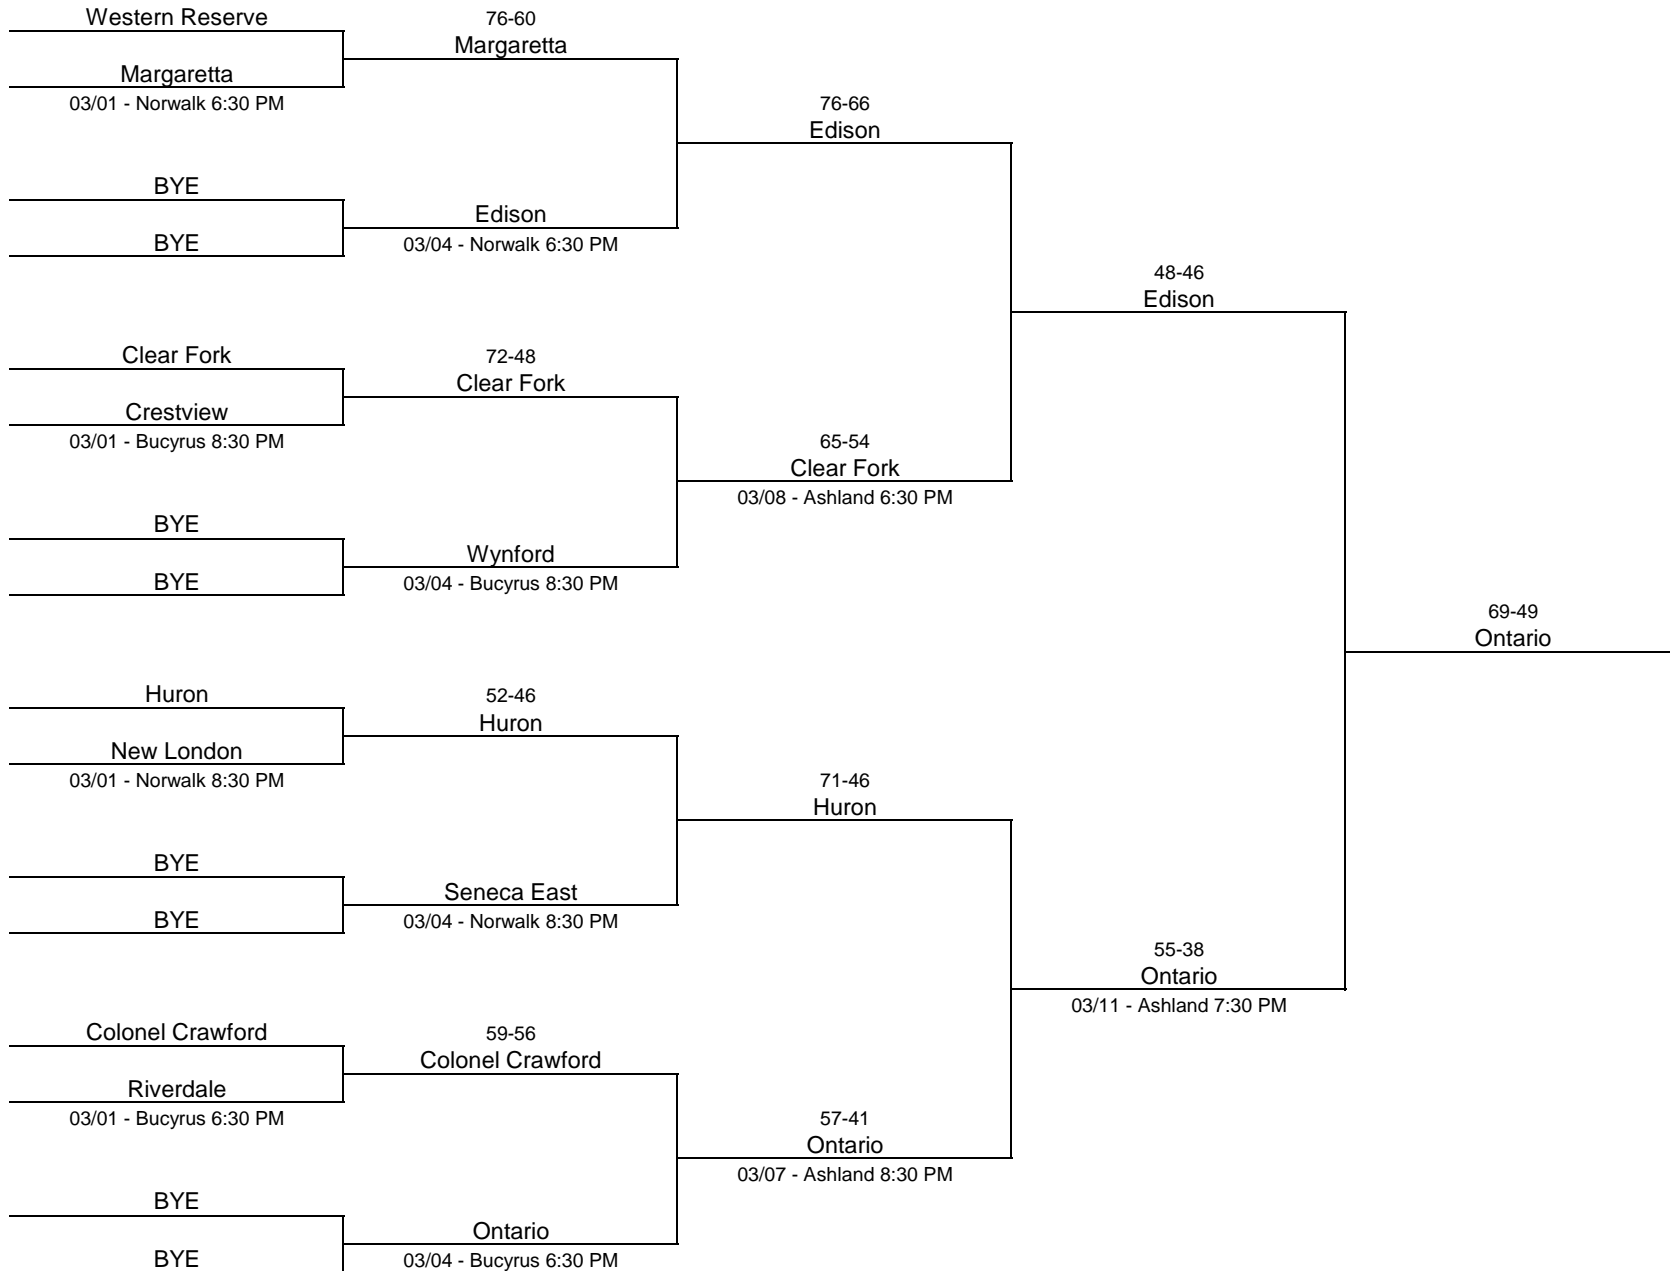 Western Reserve
76-60
Margaretta
Margaretta
03/01 - Norwalk 6:30 PM
76-66
Edison
BYE
Edison
BYE
03/04 - Norwalk 6:30 PM
48-46
Edison
Clear Fork
72-48
Clear Fork
Crestview
03/01 - Bucyrus 8:30 PM
65-54
Clear Fork
03/08 - Ashland 6:30 PM
BYE
Wynford
BYE
03/04 - Bucyrus 8:30 PM
69-49
Ontario
Huron
52-46
Huron
New London
03/01 - Norwalk 8:30 PM
71-46
Huron
BYE
Seneca East
BYE
03/04 - Norwalk 8:30 PM
55-38
Ontario
03/11 - Ashland 7:30 PM
Colonel Crawford
59-56
Colonel Crawford
Riverdale
03/01 - Bucyrus 6:30 PM
57-41
Ontario
03/07 - Ashland 8:30 PM
BYE
Ontario
BYE
03/04 - Bucyrus 6:30 PM